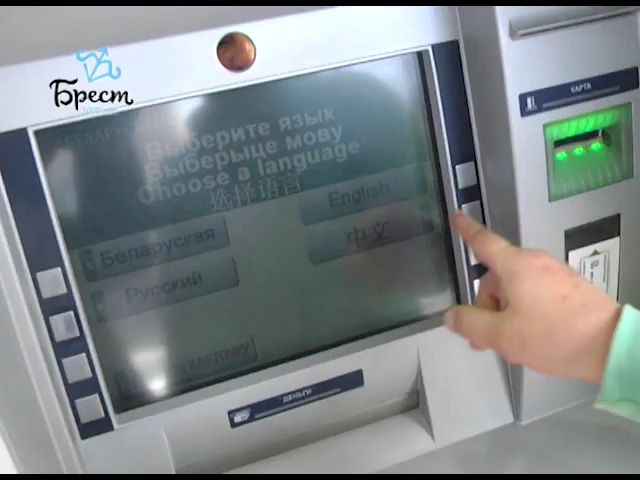 Брест
БЕЛАРУС
Выберите язык
Выберыце мову
Choose a language
选择语言
English
Беларуская
中文
Русский
КАРТОЧКУ
ДЕНЬГИ
КАРТА